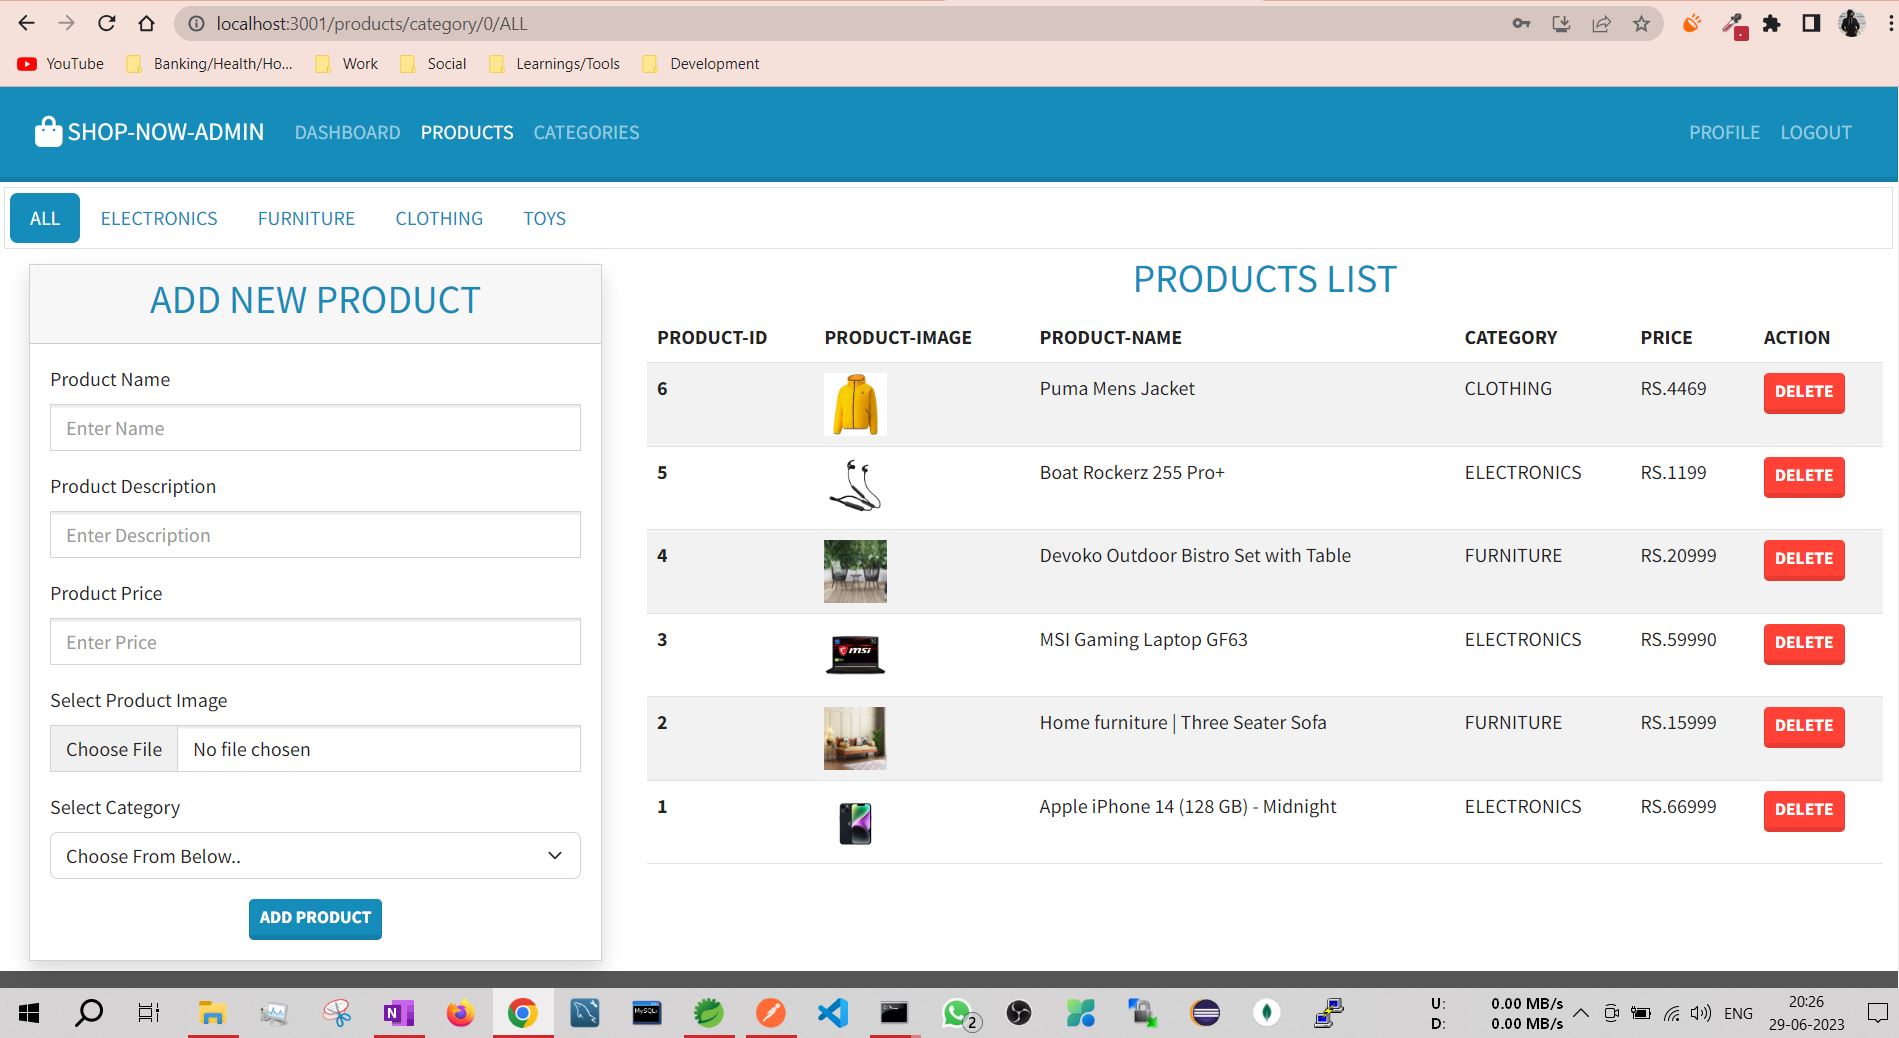 localhost:3001/products/category/0/ALL
YouTube Banking/Health/Ho... Work Social Learnings/Tools Development
SHOP-NOW-ADMIN DASHBOARD PRODUCTS CATEGORIES PROFILE LOGOUT
ALL ELECTRONICS FURNITURE CLOTHING TOYS
ADD NEW PRODUCT
Product Name
Enter Name
Product Description
Enter Description
Product Price
Enter Price
Select Product Image
Choose File No file chosen
Select Category
Choose From Below..
ADD PRODUCT
PRODUCTS LIST
PRODUCT-ID PRODUCT-IMAGE PRODUCT-NAME CATEGORY PRICE ACTION
6 Puma Mens Jacket CLOTHING RS.4469 DELETE
5 Boat Rockerz 255 Pro+ ELECTRONICS RS.1199 DELETE
4 Devoko Outdoor Bistro Set with Table FURNITURE RS.20999 DELETE
3 msi MSI Gaming Laptop GF63 ELECTRONICS RS.59990 DELETE
2 Home furniture | Three Seater Sofa FURNITURE RS.15999 DELETE
1 Apple iPhone 14 (128 GB) - Midnight ELECTRONICS RS.66999 DELETE
N MySQL 2
U: 0.00 MB/s
D: 0.00 MB/s
ENG
20:26
29-06-2023